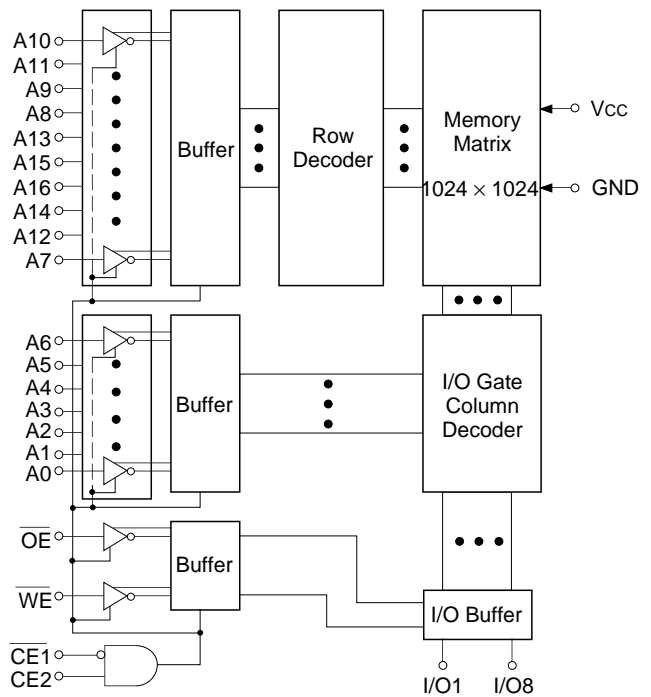 A10
A11
A9
A8
A13
A15
A16
A14
A12
A7
Buffer
Row
Decoder
Memory
Matrix
1024 × 1024
VCC
GND
A6
A5
A4
A3
A2
A1
A0
Buffer
I/O Gate
Column
Decoder
OE
WE
Buffer
I/O Buffer
CE1
CE2
I/O1
I/O8